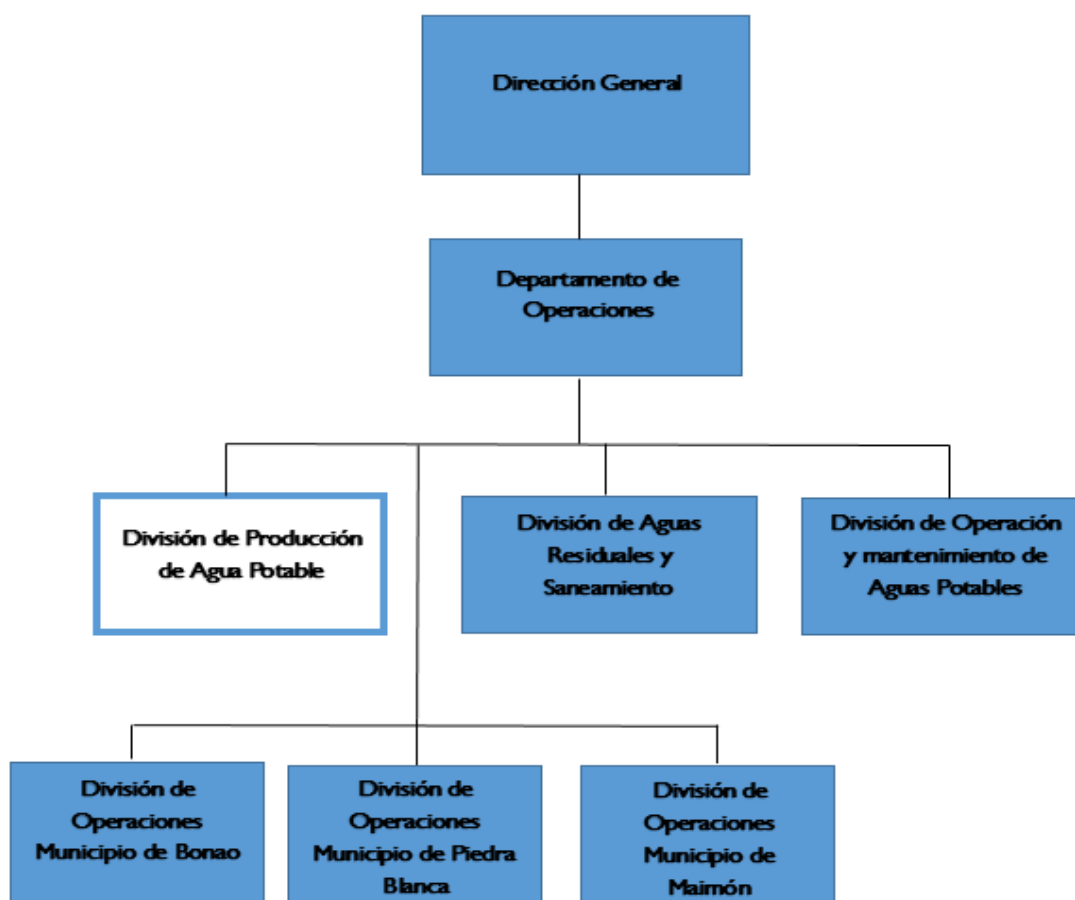 Dirección General
Departamento de
Operaciones
División de Producción
de Agua Potable
División de Aguas
Residuales y
Saneamiento
División de Operación
y mantenimiento de
Aguas Potables
División de
Operaciones
Municipio de Bonao
División de
Operaciones
Municipio de Piedra
Blanca
División de
Operaciones
Municipio de
Maimón